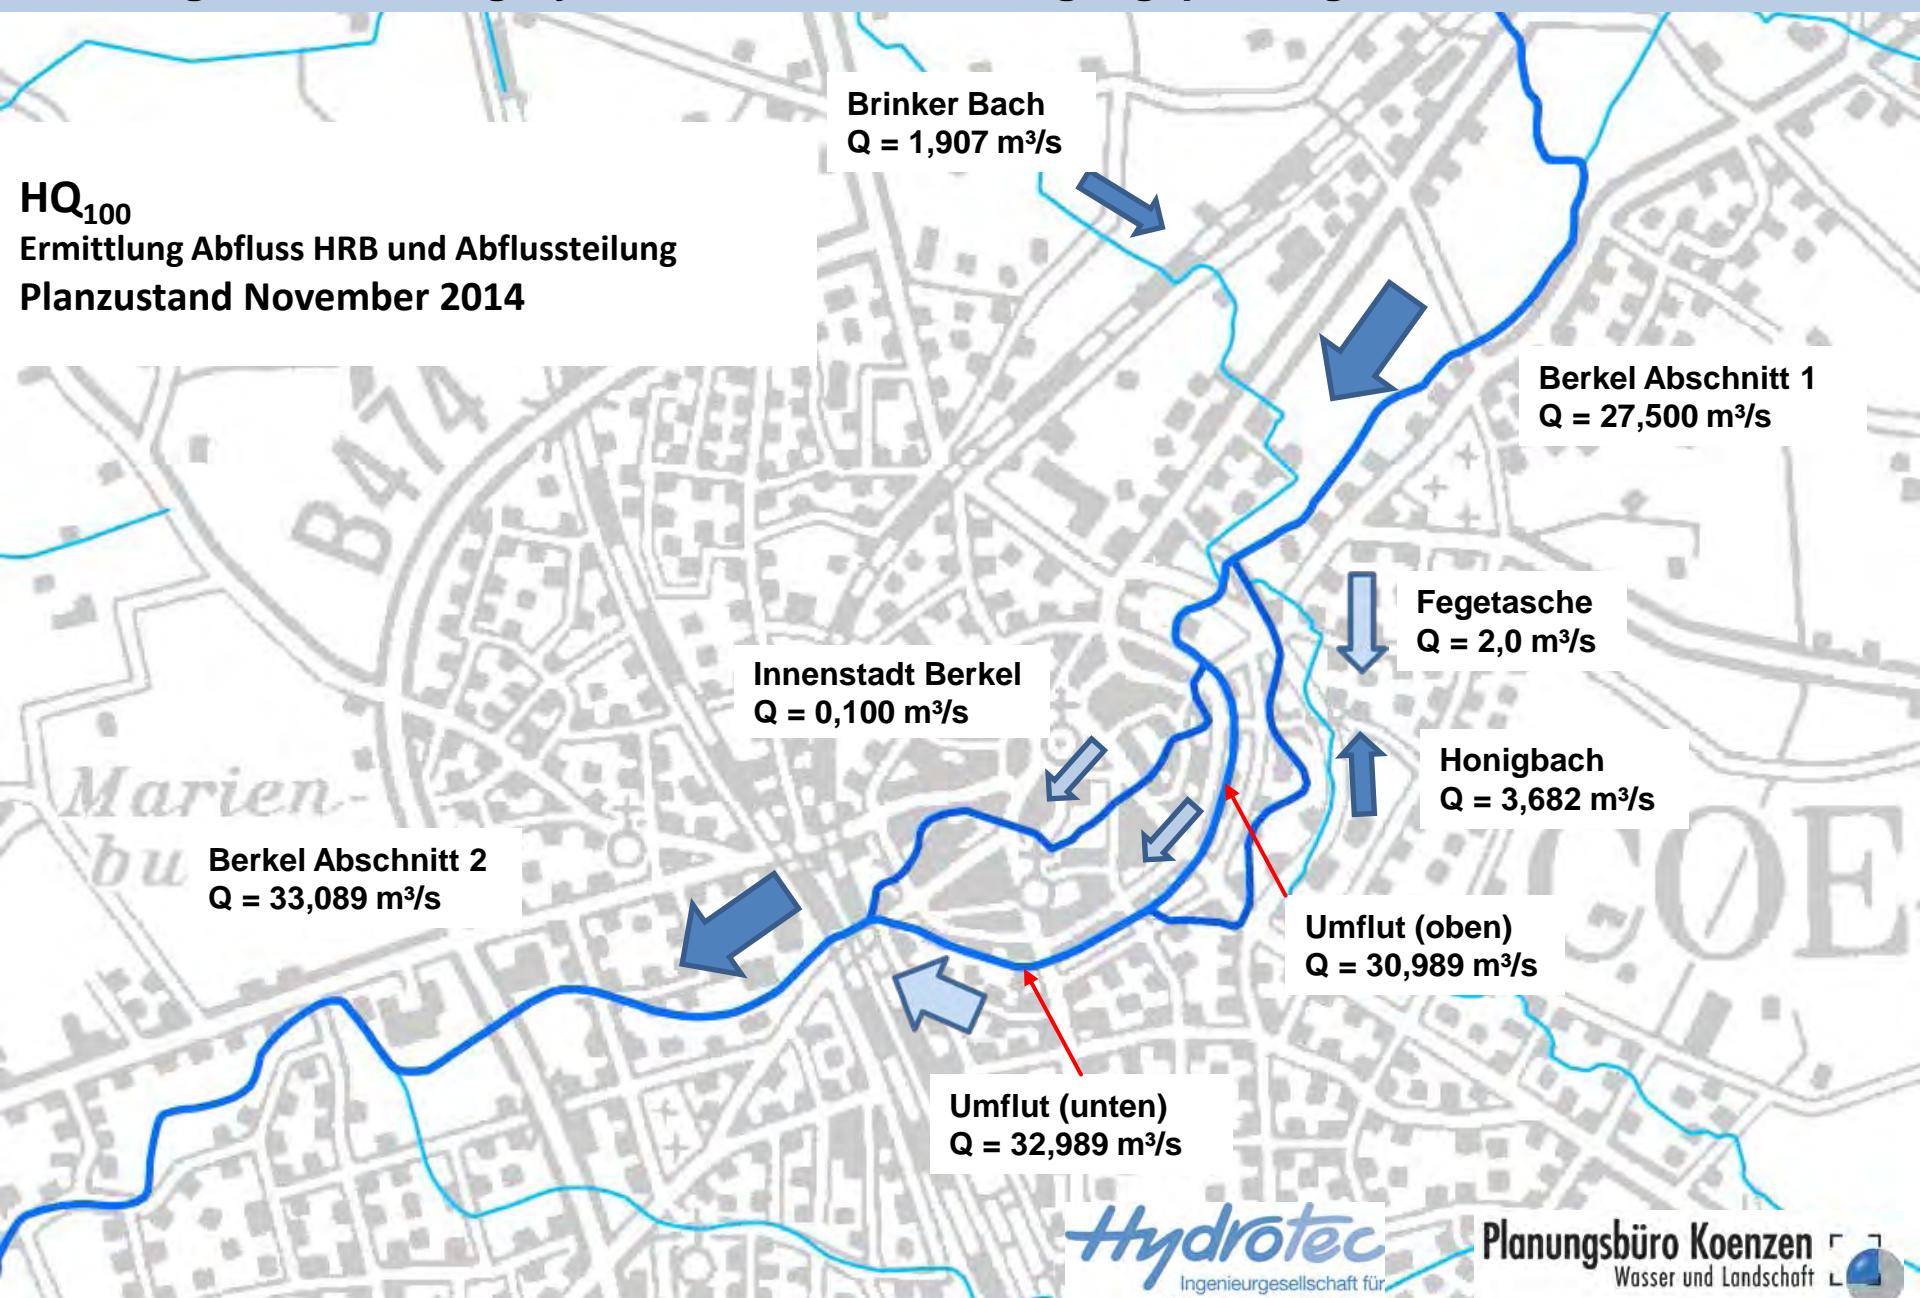 Brinker Bach
Q = 1,907 m³/s
HQ100
Ermittlung Abfluss HRB und Abflussteilung
Planzustand November 2014
Berkel Abschnitt 1
Q = 27,500 m³/s
B474
Fegetasche
Q = 2,0 m³/s
Innenstadt Berkel
Q = 0,100 m³/s
Honigbach
Q = 3,682 m³/s
Marien-
bu
Berkel Abschnitt 2
Q = 33,089 m³/s
COE
Umflut (oben)
Q = 30,989 m³/s
Umflut (unten)
Q = 32,989 m³/s
Hydrotec
Ingenieurgesellschaft für
Planungsbüro Koenzen
Wasser und Landschaft